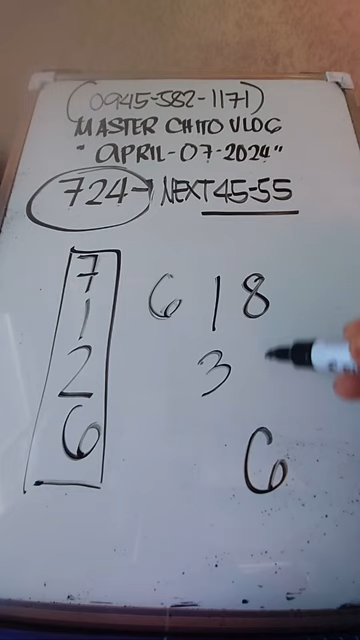 (0945-582-1171)
MASTER CHITO VLOG
"APRIL-07-2024"
724→ NEXT 45-55
7
1 6 1 8
2 3
6 6